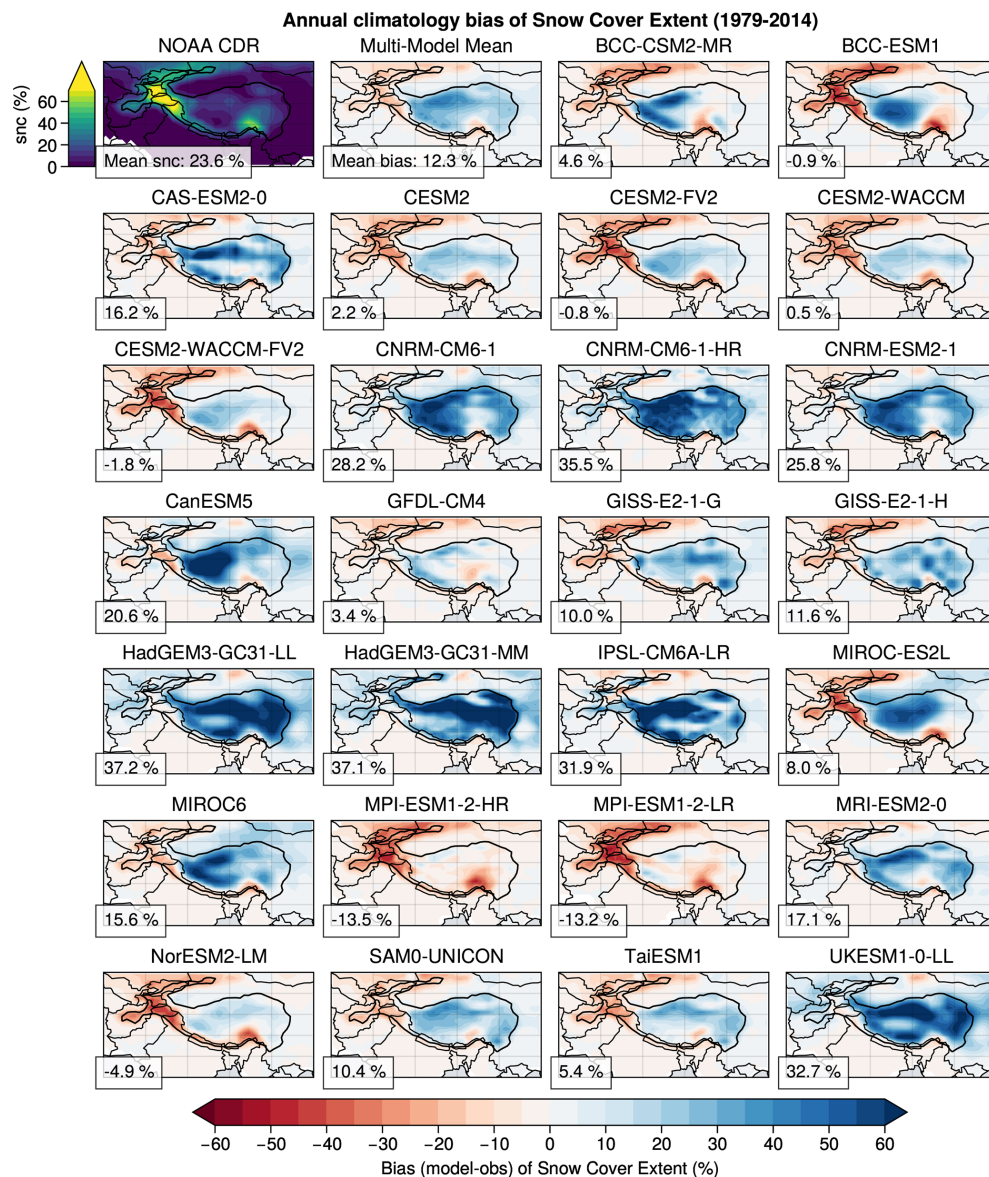 Annual climatology bias of Snow Cover Extent (1979-2014)
NOAA CDR
Multi-Model Mean
BCC-CSM2-MR
BCC-ESM1
snc (%)
60
40
20
0
Mean snc: 23.6 %
Mean bias: 12.3 %
4.6 %
-0.9 %
CAS-ESM2-0
CESM2
CESM2-FV2
CESM2-WACCM
16.2 %
2.2 %
-0.8 %
0.5 %
CESM2-WACCM-FV2
CNRM-CM6-1
CNRM-CM6-1-HR
CNRM-ESM2-1
-1.8 %
28.2 %
35.5 %
25.8 %
CanESM5
GFDL-CM4
GISS-E2-1-G
GISS-E2-1-H
20.6 %
3.4 %
10.0 %
11.6 %
HadGEM3-GC31-LL
HadGEM3-GC31-MM
IPSL-CM6A-LR
MIROC-ES2L
37.2 %
37.1 %
31.9 %
8.0 %
MIROC6
MPI-ESM1-2-HR
MPI-ESM1-2-LR
MRI-ESM2-0
15.6 %
-13.5 %
-13.2 %
17.1 %
NorESM2-LM
SAM0-UNICON
TaiESM1
UKESM1-0-LL
-4.9 %
10.4 %
5.4 %
32.7 %
−60 −50 −40 −30 −20 −10 0 10 20 30 40 50 60
Bias (model-obs) of Snow Cover Extent (%)